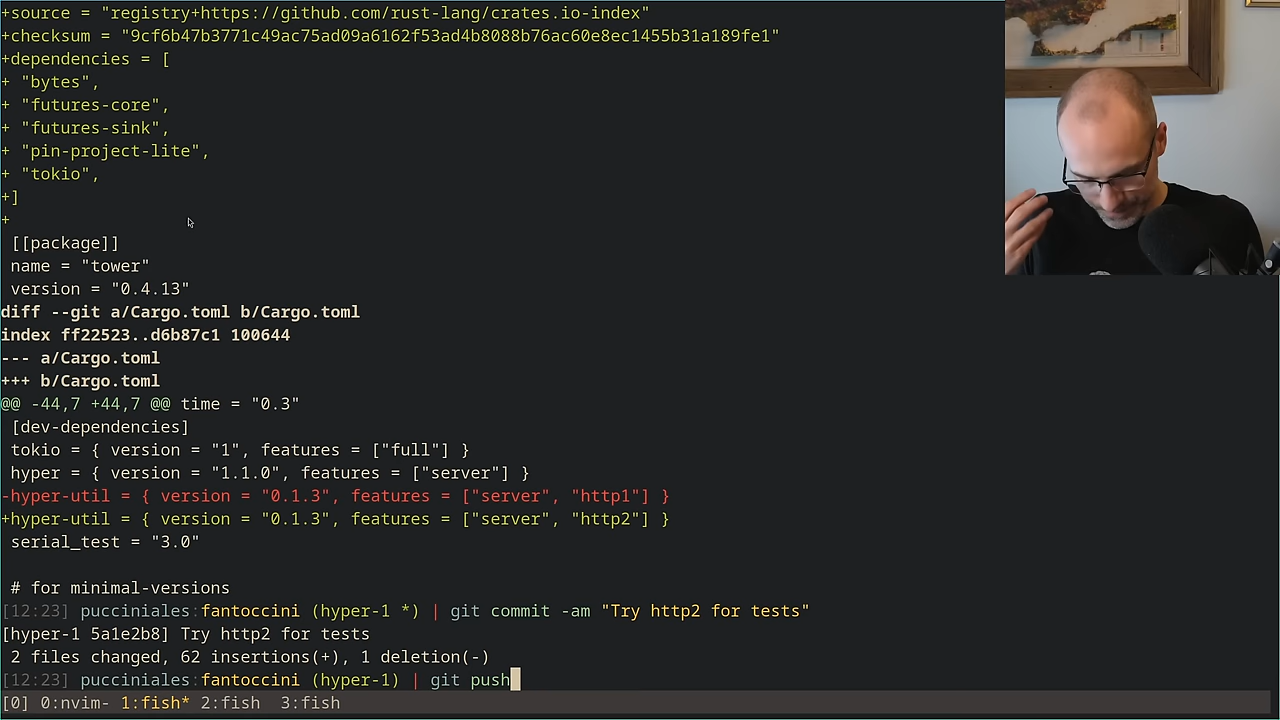 +source = "registry+https://github.com/rust-lang/crates.io-index"
+checksum = "9cf6b47b3771c49ac75ad09a6162f53ad4b8088b76ac60e8ec1455b31a189fe1"
+dependencies = [
+ "bytes",
+ "futures-core",
+ "futures-sink",
+ "pin-project-lite",
+ "tokio",
+]
+
 [[package]]
 name = "tower"
 version = "0.4.13"
diff --git a/Cargo.toml b/Cargo.toml
index ff22523..d6b87c1 100644
--- a/Cargo.toml
+++ b/Cargo.toml
@@ -44,7 +44,7 @@ time = "0.3"
 [dev-dependencies]
 tokio = { version = "1", features = ["full"] }
 hyper = { version = "1.1.0", features = ["server"] }
-hyper-util = { version = "0.1.3", features = ["server", "http1"] }
+hyper-util = { version = "0.1.3", features = ["server", "http2"] }
 serial_test = "3.0"
 # for minimal-versions
[12:23] pucciniales:fantoccini (hyper-1 *) | git commit -am "Try http2 for tests"
[hyper-1 5a1e2b8] Try http2 for tests
 2 files changed, 62 insertions(+), 1 deletion(-)
[12:23] pucciniales:fantoccini (hyper-1) | git push
[0] 0:nvim- 1:fish* 2:fish  3:fish